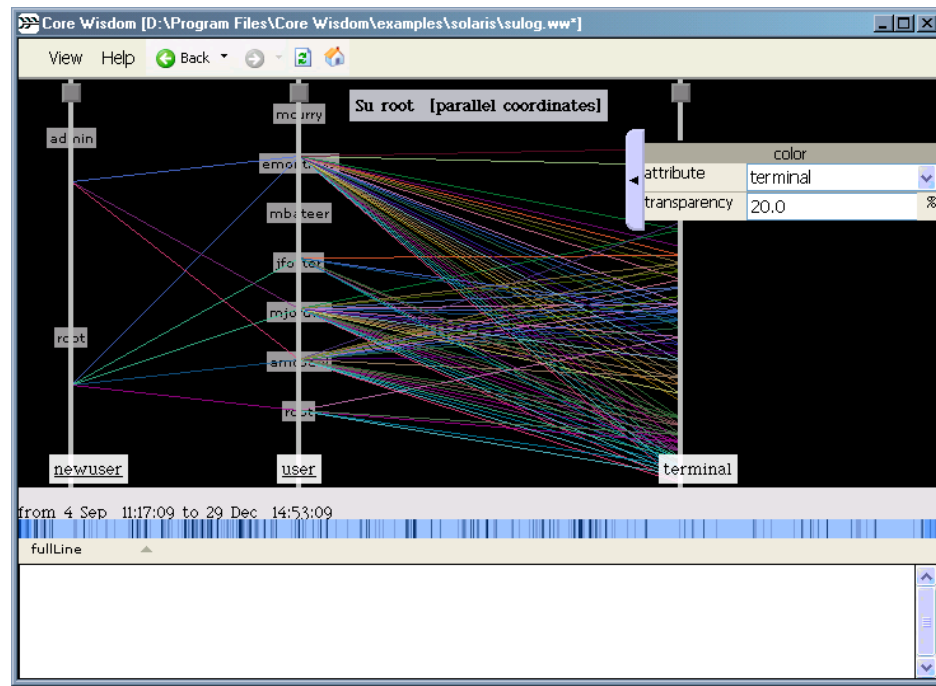 Core Wisdom [D:\Program Files\Core Wisdom\examples\solaris\sulog.ww*]
View Help Back
Su root [parallel coordinates]
admin
root
mbateer
root
color
attribute terminal
transparency 20.0 %
newuser user terminal
from 4 Sep 11:17:09 to 29 Dec 14:53:09
fullLine